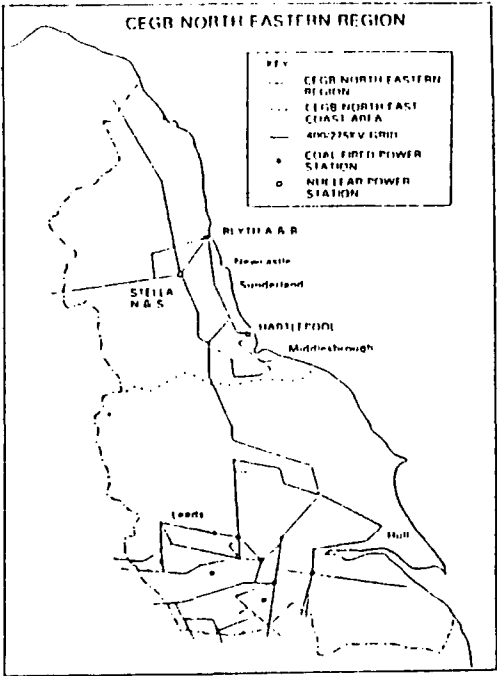 CEGB NORTH EASTERN REGION
KEY
CEGB NORTH EASTERN
REGION
CEGB NORTH EAST
COAST AREA
400/275KV GRID
COAL FIRED POWER
STATION
NUCLEAR POWER
STATION
BLYTH A & B
Newcastle
STELLA
N & S
Sunderland
HARTLEPOOL
Middlesbrough
Leeds
Hull